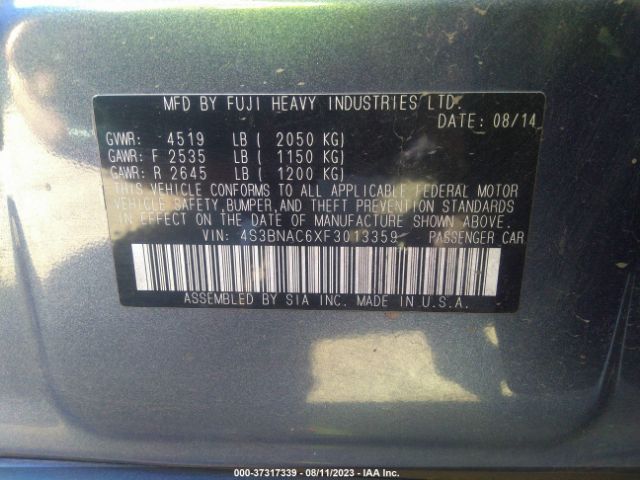 MFD BY FUJI HEAVY INDUSTRIES LTD.
DATE: 08/14
GVWR: 4519 LB ( 2050 KG)
GAWR: F 2535 LB ( 1150 KG)
GAWR: R 2645 LB ( 1200 KG)
THIS VEHICLE CONFORMS TO ALL APPLICABLE FEDERAL MOTOR
VEHICLE SAFETY, BUMPER, AND THEFT PREVENTION STANDARDS
IN EFFECT ON THE DATE OF MANUFACTURE SHOWN ABOVE.
VIN: 4S3BNAC6XF3013359 PASSENGER CAR
ASSEMBLED BY SIA INC. MADE IN U.S.A.
000-37317339 - 08/11/2023 - IAA Inc.